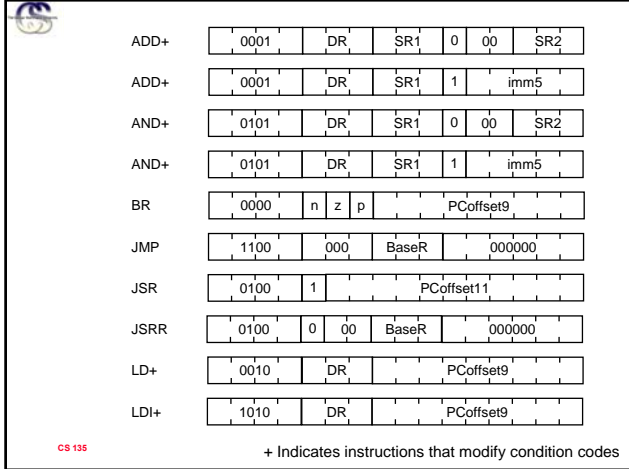 ADD+ 0001 DR SR1 0 00 SR2
ADD+ 0001 DR SR1 1 imm5
AND+ 0101 DR SR1 0 00 SR2
AND+ 0101 DR SR1 1 imm5
BR 0000 n z p PCoffset9
JMP 1100 000 BaseR 000000
JSR 0100 1 PCoffset11
JSRR 0100 0 00 BaseR 000000
LD+ 0010 DR PCoffset9
LDI+ 1010 DR PCoffset9
CS 135 + Indicates instructions that modify condition codes